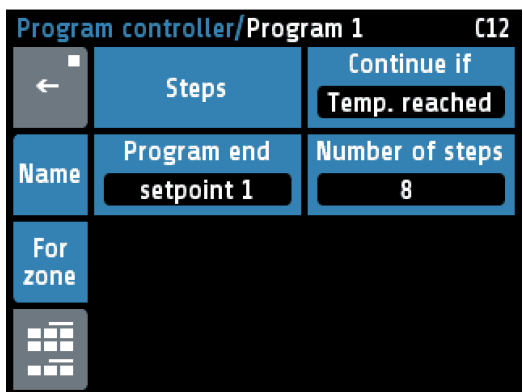 Program controller/Program 1 C12
←
Steps
Continue if
Temp. reached
Name
Program end
setpoint 1
Number of steps
8
For
zone